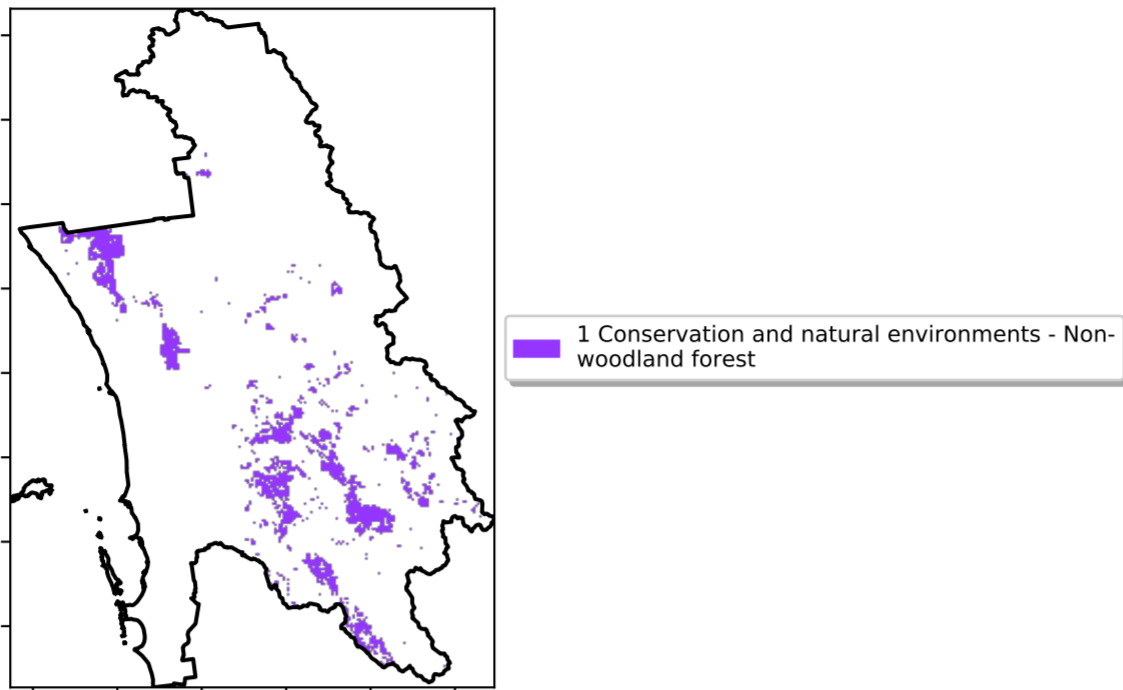 1 Conservation and natural environments - Non-
woodland forest